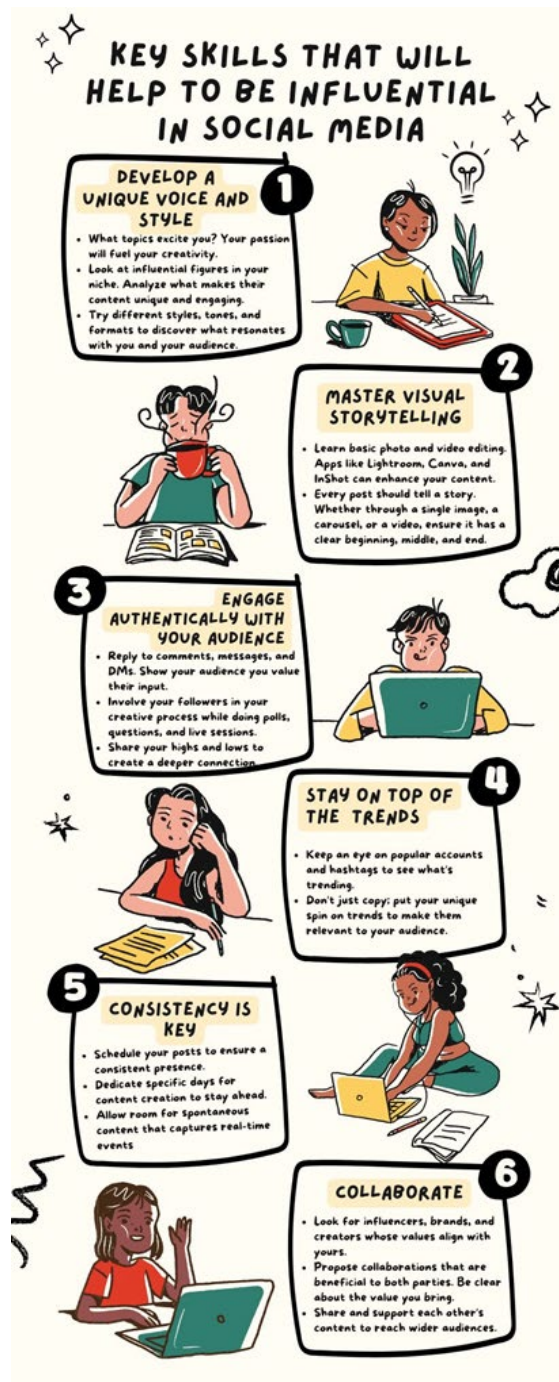 KEY SKILLS THAT WILL
HELP TO BE INFLUENTIAL
IN SOCIAL MEDIA
1
DEVELOP A
UNIQUE VOICE AND
STYLE
• What topics excite you? Your passion
will fuel your creativity.
• Look at influential figures in your
niche. Analyze what makes their
content unique and engaging.
• Try different styles, tones, and
formats to discover what resonates
with you and your audience.
2
MASTER VISUAL
STORYTELLING
• Learn basic photo and video editing.
Apps like Lightroom, Canva, and
InShot can enhance your content.
• Every post should tell a story.
Whether through a single image, a
carousel, or a video, ensure it has a
clear beginning, middle, and end.
3
ENGAGE
AUTHENTICALLY WITH
YOUR AUDIENCE
• Reply to comments, messages, and
DMs. Show your audience you value
their input.
• Involve your followers in your
creative process while doing polls,
questions, and live sessions.
• Share your highs and lows to
create a deeper connection.
4
STAY ON TOP OF
THE TRENDS
• Keep an eye on popular accounts
and hashtags to see what's
trending.
• Don't just copy; put your unique
spin on trends to make them
relevant to your audience.
5
CONSISTENCY IS
KEY
• Schedule your posts to ensure a
consistent presence.
• Dedicate specific days for
content creation to stay ahead.
• Allow room for spontaneous
content that captures real-time
events
6
COLLABORATE
• Look for influencers, brands, and
creators whose values align with
yours.
• Propose collaborations that are
beneficial to both parties. Be clear
about the value you bring.
• Share and support each other's
content to reach wider audiences.